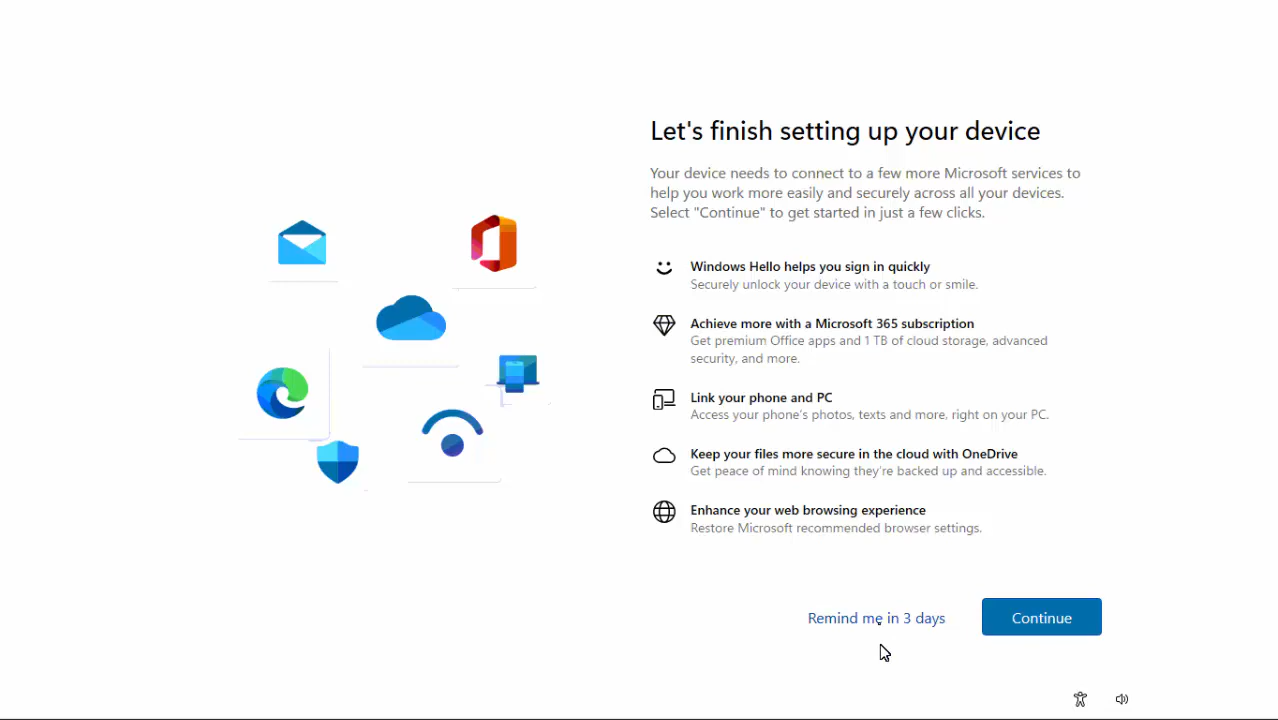 Let's finish setting up your device
Your device needs to connect to a few more Microsoft services to
help you work more easily and securely across all your devices.
Select "Continue" to get started in just a few clicks.
Windows Hello helps you sign in quickly
Securely unlock your device with a touch or smile.
Achieve more with a Microsoft 365 subscription
Get premium Office apps and 1 TB of cloud storage, advanced
security, and more.
Link your phone and PC
Access your phone's photos, texts and more, right on your PC.
Keep your files more secure in the cloud with OneDrive
Get peace of mind knowing they're backed up and accessible.
Enhance your web browsing experience
Restore Microsoft recommended browser settings.
Remind me in 3 days
Continue